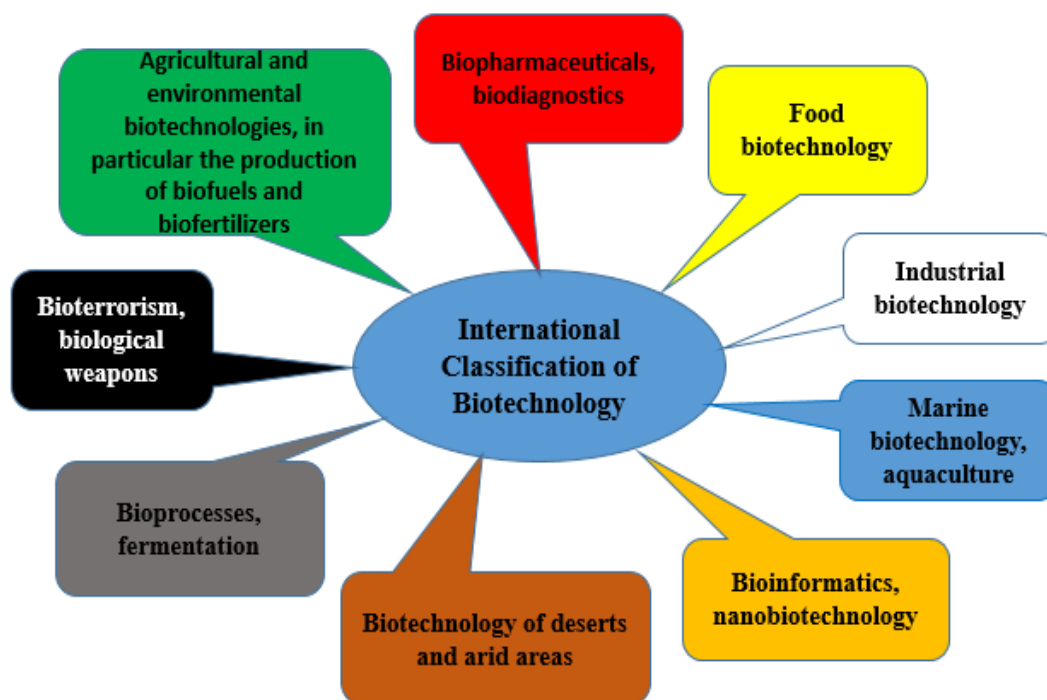 Agricultural and
environmental
biotechnologies, in
particular the production
of biofuels and
biofertilizers
Biopharmaceuticals,
biodiagnostics
Food
biotechnology
Industrial
biotechnology
Marine
biotechnology,
aquaculture
Bioinformatics,
nanobiotechnology
Biotechnology of deserts
and arid areas
Bioprocesses,
fermentation
Bioterrorism,
biological
weapons
International
Classification of
Biotechnology